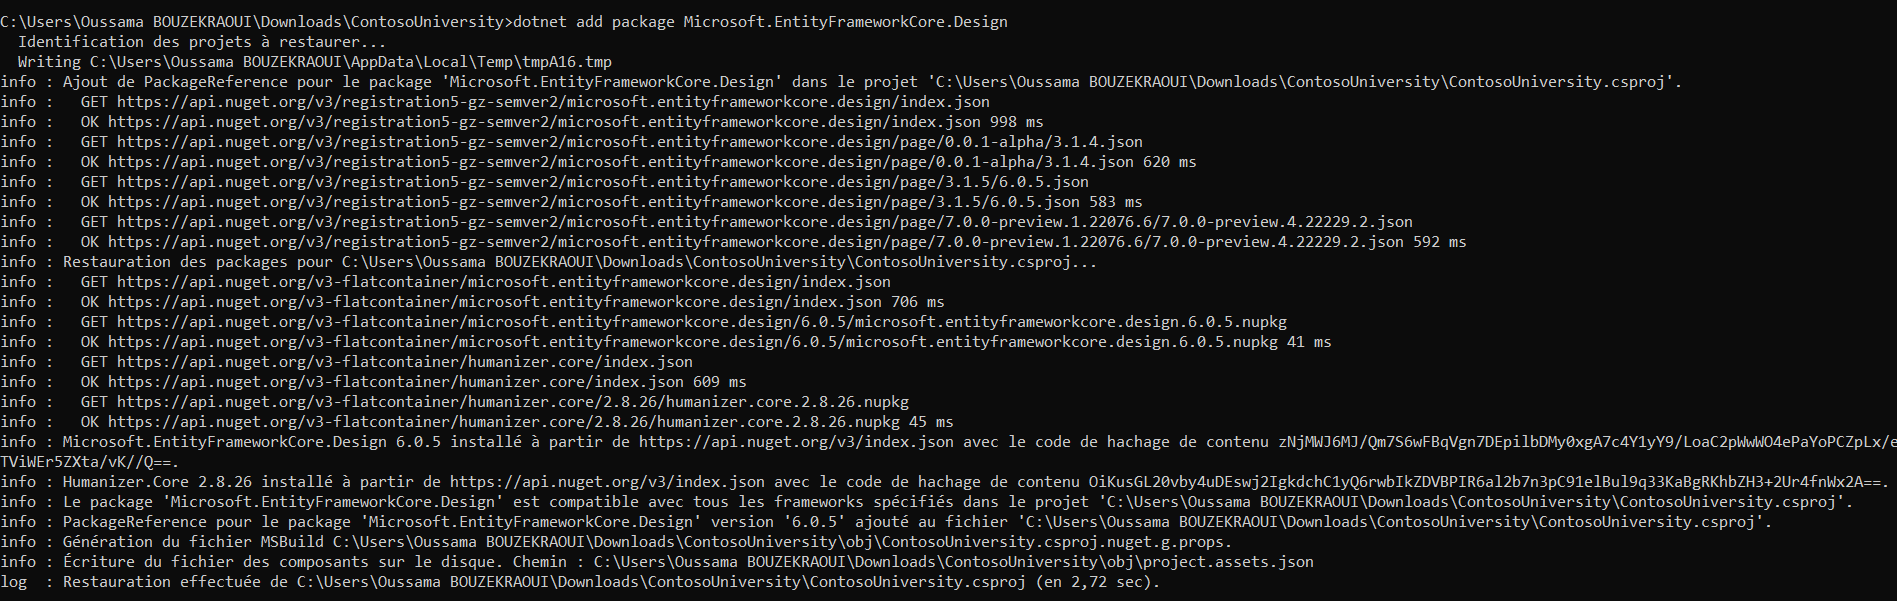 C:\Users\Oussama BOUZEKRAOUI\Downloads\ContosoUniversity>dotnet add package Microsoft.EntityFrameworkCore.Design
  Identification des projets à restaurer...
  Writing C:\Users\Oussama BOUZEKRAOUI\AppData\Local\Temp\tmpA16.tmp
info : Ajout de PackageReference pour le package 'Microsoft.EntityFrameworkCore.Design' dans le projet 'C:\Users\Oussama BOUZEKRAOUI\Downloads\ContosoUniversity\ContosoUniversity.csproj'.
info :   GET https://api.nuget.org/v3/registration5-gz-semver2/microsoft.entityframeworkcore.design/index.json
info :   OK https://api.nuget.org/v3/registration5-gz-semver2/microsoft.entityframeworkcore.design/index.json 998 ms
info :   GET https://api.nuget.org/v3/registration5-gz-semver2/microsoft.entityframeworkcore.design/page/0.0.1-alpha/3.1.4.json
info :   OK https://api.nuget.org/v3/registration5-gz-semver2/microsoft.entityframeworkcore.design/page/0.0.1-alpha/3.1.4.json 620 ms
info :   GET https://api.nuget.org/v3/registration5-gz-semver2/microsoft.entityframeworkcore.design/page/3.1.5/6.0.5.json
info :   OK https://api.nuget.org/v3/registration5-gz-semver2/microsoft.entityframeworkcore.design/page/3.1.5/6.0.5.json 583 ms
info :   GET https://api.nuget.org/v3/registration5-gz-semver2/microsoft.entityframeworkcore.design/page/7.0.0-preview.1.22076.6/7.0.0-preview.4.22229.2.json
info :   OK https://api.nuget.org/v3/registration5-gz-semver2/microsoft.entityframeworkcore.design/page/7.0.0-preview.1.22076.6/7.0.0-preview.4.22229.2.json 592 ms
info : Restauration des packages pour C:\Users\Oussama BOUZEKRAOUI\Downloads\ContosoUniversity\ContosoUniversity.csproj...
info :   GET https://api.nuget.org/v3-flatcontainer/microsoft.entityframeworkcore.design/index.json
info :   OK https://api.nuget.org/v3-flatcontainer/microsoft.entityframeworkcore.design/index.json 706 ms
info :   GET https://api.nuget.org/v3-flatcontainer/microsoft.entityframeworkcore.design/6.0.5/microsoft.entityframeworkcore.design.6.0.5.nupkg
info :   OK https://api.nuget.org/v3-flatcontainer/microsoft.entityframeworkcore.design/6.0.5/microsoft.entityframeworkcore.design.6.0.5.nupkg 41 ms
info :   GET https://api.nuget.org/v3-flatcontainer/humanizer.core/index.json
info :   OK https://api.nuget.org/v3-flatcontainer/humanizer.core/index.json 609 ms
info :   GET https://api.nuget.org/v3-flatcontainer/humanizer.core/2.8.26/humanizer.core.2.8.26.nupkg
info :   OK https://api.nuget.org/v3-flatcontainer/humanizer.core/2.8.26/humanizer.core.2.8.26.nupkg 45 ms
info : Microsoft.EntityFrameworkCore.Design 6.0.5 installé à partir de https://api.nuget.org/v3/index.json avec le code de hachage de contenu zNjMWJ6MJ/Qm7S6wFBqVgn7DEpilbDMy0xgA7c4Y1yY9/LoaC2pWwWO4ePaYoPCZpLx/e
TViWEr5ZXta/vK//Q==.
info : Humanizer.Core 2.8.26 installé à partir de https://api.nuget.org/v3/index.json avec le code de hachage de contenu OiKusGL20vby4uDEswj2IgkdchC1yQ6rwbIkZDVBPIR6al2b7n3pC91elBul9q33KaBgRKhbZH3+2Ur4fnWx2A==.
info : Le package 'Microsoft.EntityFrameworkCore.Design' est compatible avec tous les frameworks spécifiés dans le projet 'C:\Users\Oussama BOUZEKRAOUI\Downloads\ContosoUniversity\ContosoUniversity.csproj'.
info : PackageReference pour le package 'Microsoft.EntityFrameworkCore.Design' version '6.0.5' ajouté au fichier 'C:\Users\Oussama BOUZEKRAOUI\Downloads\ContosoUniversity\ContosoUniversity.csproj'.
info : Génération du fichier MSBuild C:\Users\Oussama BOUZEKRAOUI\Downloads\ContosoUniversity\obj\ContosoUniversity.csproj.nuget.g.props.
info : Écriture du fichier des composants sur le disque. Chemin : C:\Users\Oussama BOUZEKRAOUI\Downloads\ContosoUniversity\obj\project.assets.json
log  : Restauration effectuée de C:\Users\Oussama BOUZEKRAOUI\Downloads\ContosoUniversity\ContosoUniversity.csproj (en 2,72 sec).